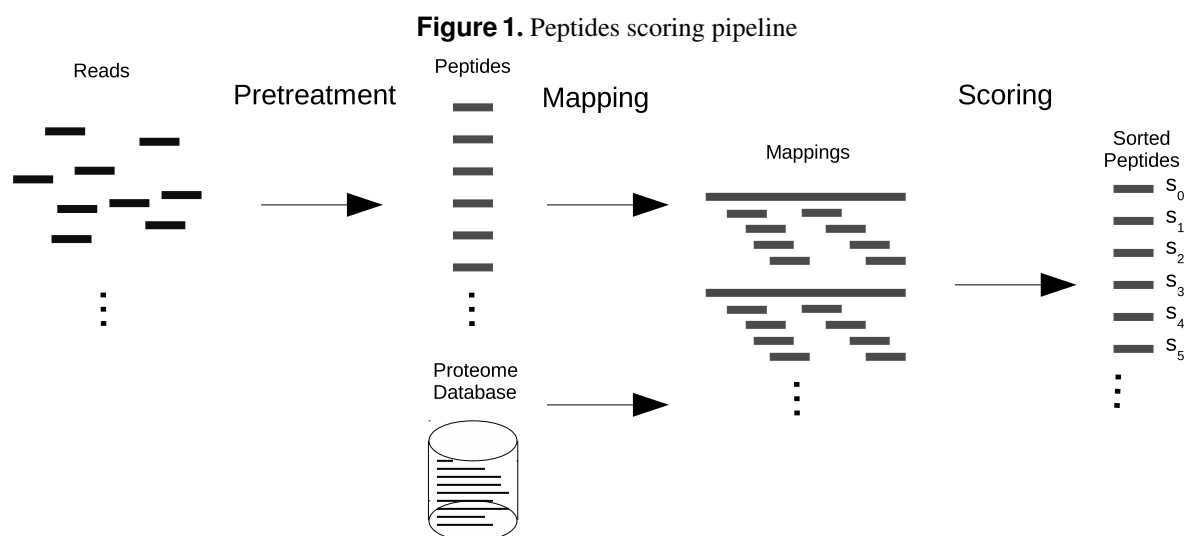 Figure 1. Peptides scoring pipeline
Reads
Pretreatment
Peptides
Mapping
Proteome
Database
Mappings
Scoring
Sorted
Peptides
s0
s1
s2
s3
s4
s5